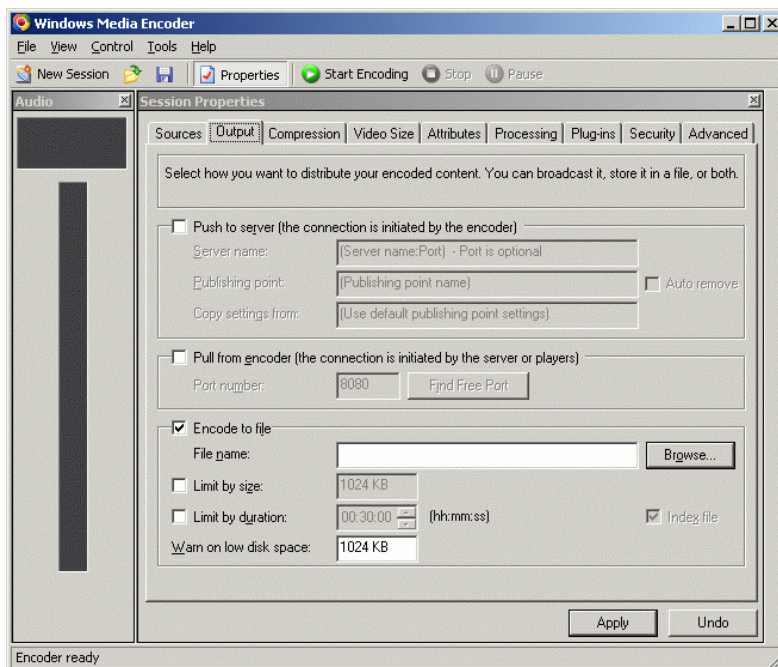 Windows Media Encoder
File View Control Tools Help
New Session Properties Start Encoding Stop Pause
Audio
Session Properties
Sources Output Compression Video Size Attributes Processing Plug-ins Security Advanced
Select how you want to distribute your encoded content. You can broadcast it, store it in a file, or both.
Push to server (the connection is initiated by the encoder)
Server name: (Server name:Port) - Port is optional
Publishing point: (Publishing point name) Auto remove
Copy settings from: (Use default publishing point settings)
Pull from encoder (the connection is initiated by the server or players)
Port number: 8080 Find Free Port
Encode to file
File name: Browse...
Limit by size: 1024 KB
Limit by duration: 00:30:00 (hh:mm:ss) Index file
Warn on low disk space: 1024 KB
Apply Undo
Encoder ready